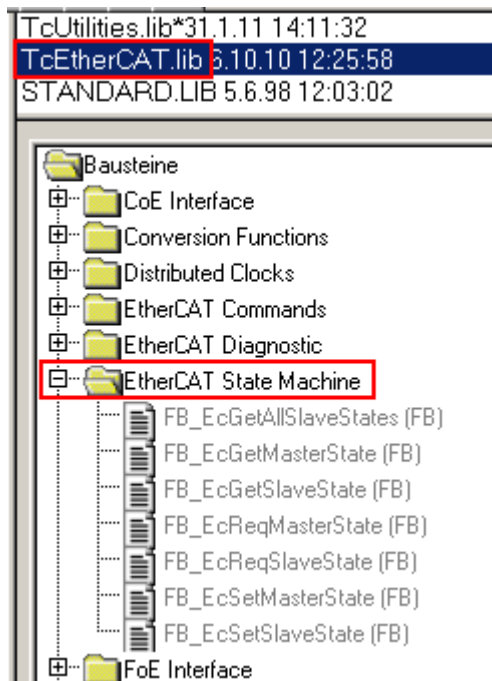 TcUtilities.lib*31.1.11 14:11:32
TcEtherCAT.lib 6.10.10 12:25:58
STANDARD.LIB 5.6.98 12:03:02
Bausteine
CoE Interface
Conversion Functions
Distributed Clocks
EtherCAT Commands
EtherCAT Diagnostic
EtherCAT State Machine
FB_EcGetAllSlaveStates (FB)
FB_EcGetMasterState (FB)
FB_EcGetSlaveState (FB)
FB_EcReqMasterState (FB)
FB_EcReqSlaveState (FB)
FB_EcSetMasterState (FB)
FB_EcSetSlaveState (FB)
FoE Interface